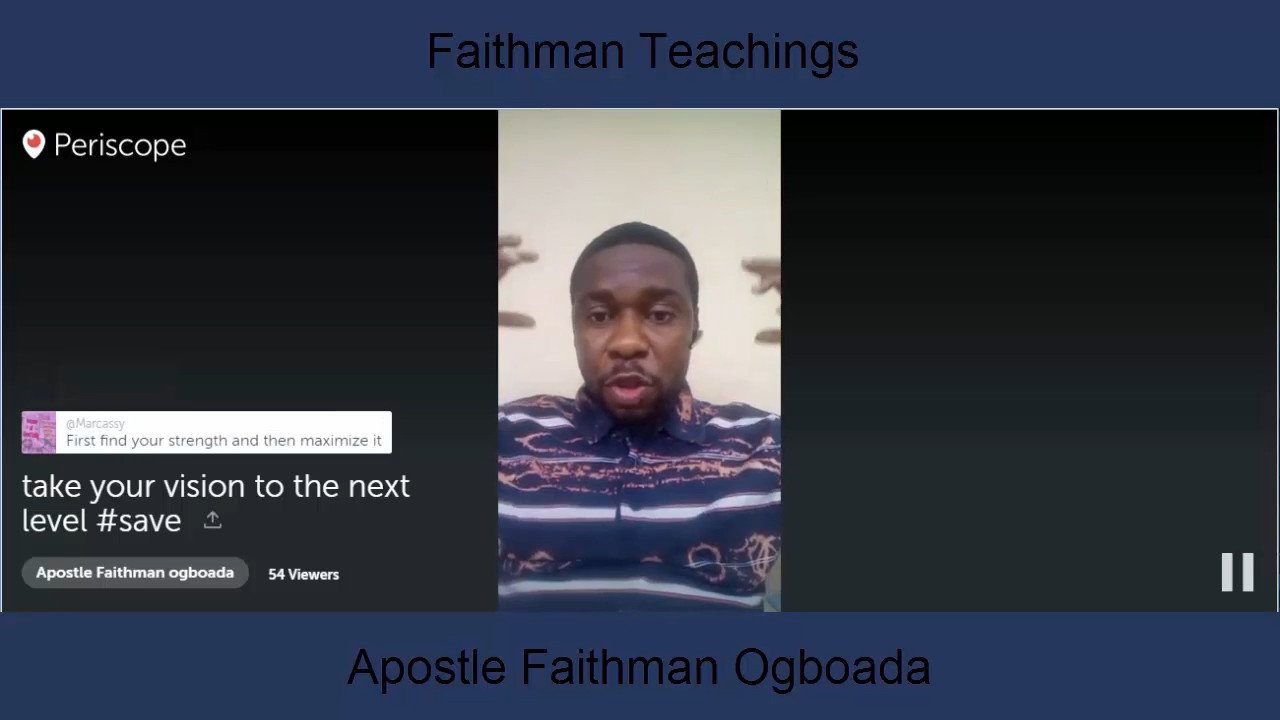 Faithman Teachings
Periscope
@Marcassy
First find your strength and then maximize it
take your vision to the next
level #save
Apostle Faithman ogboada
54 Viewers
Apostle Faithman Ogboada